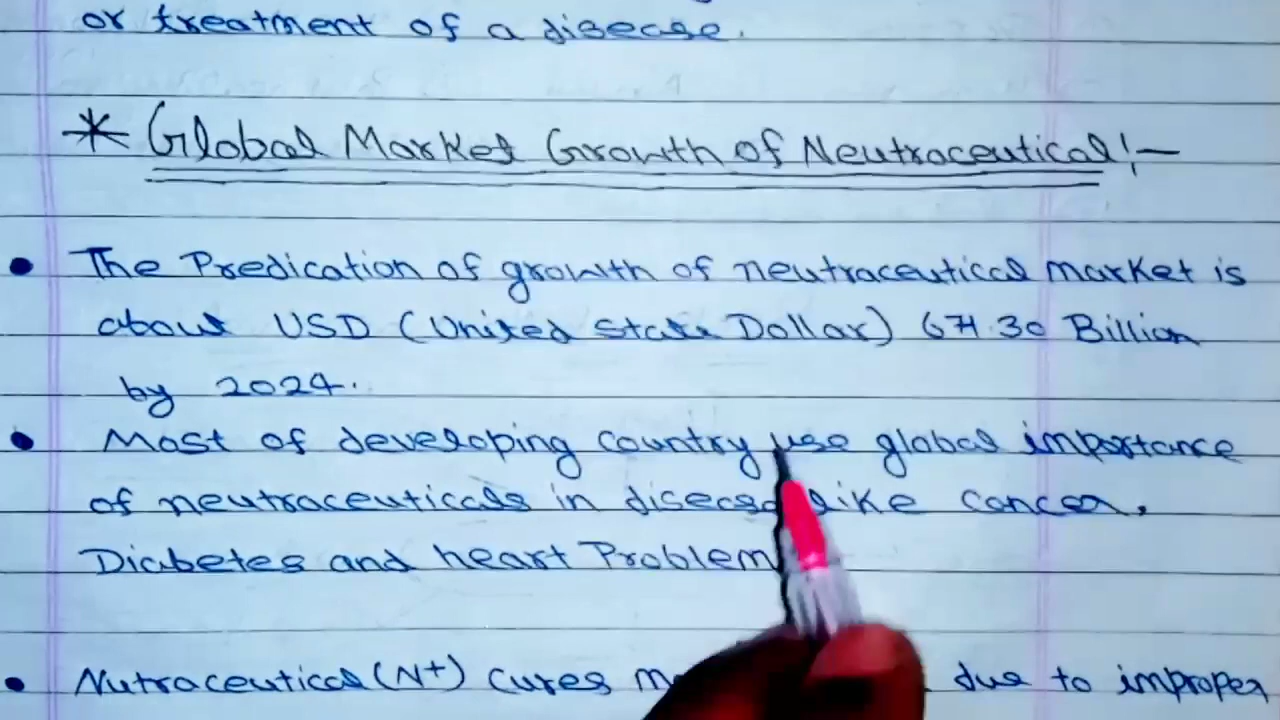 or treatment of a disease.
* Global Market Growth of Neutraceutical:-
• The Predication of growth of neutraceutical market is
about USD (United State Dollar) 671.30 Billion
by 2024.
• Most of developing country use global importance
of neutraceuticals in disease like cancer,
Diabetes and heart Problem
• Nutraceutical (N+) cures due to improper